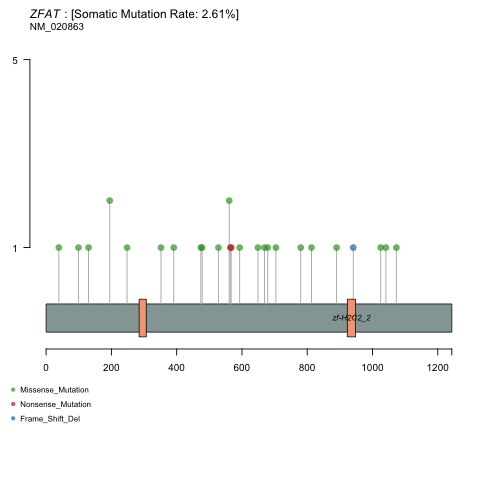 ZFAT : [Somatic Mutation Rate: 2.61%]
NM_020863
5
1
zf-H2C2_2
0 200 400 600 800 1000 1200
Missense_Mutation
Nonsense_Mutation
Frame_Shift_Del